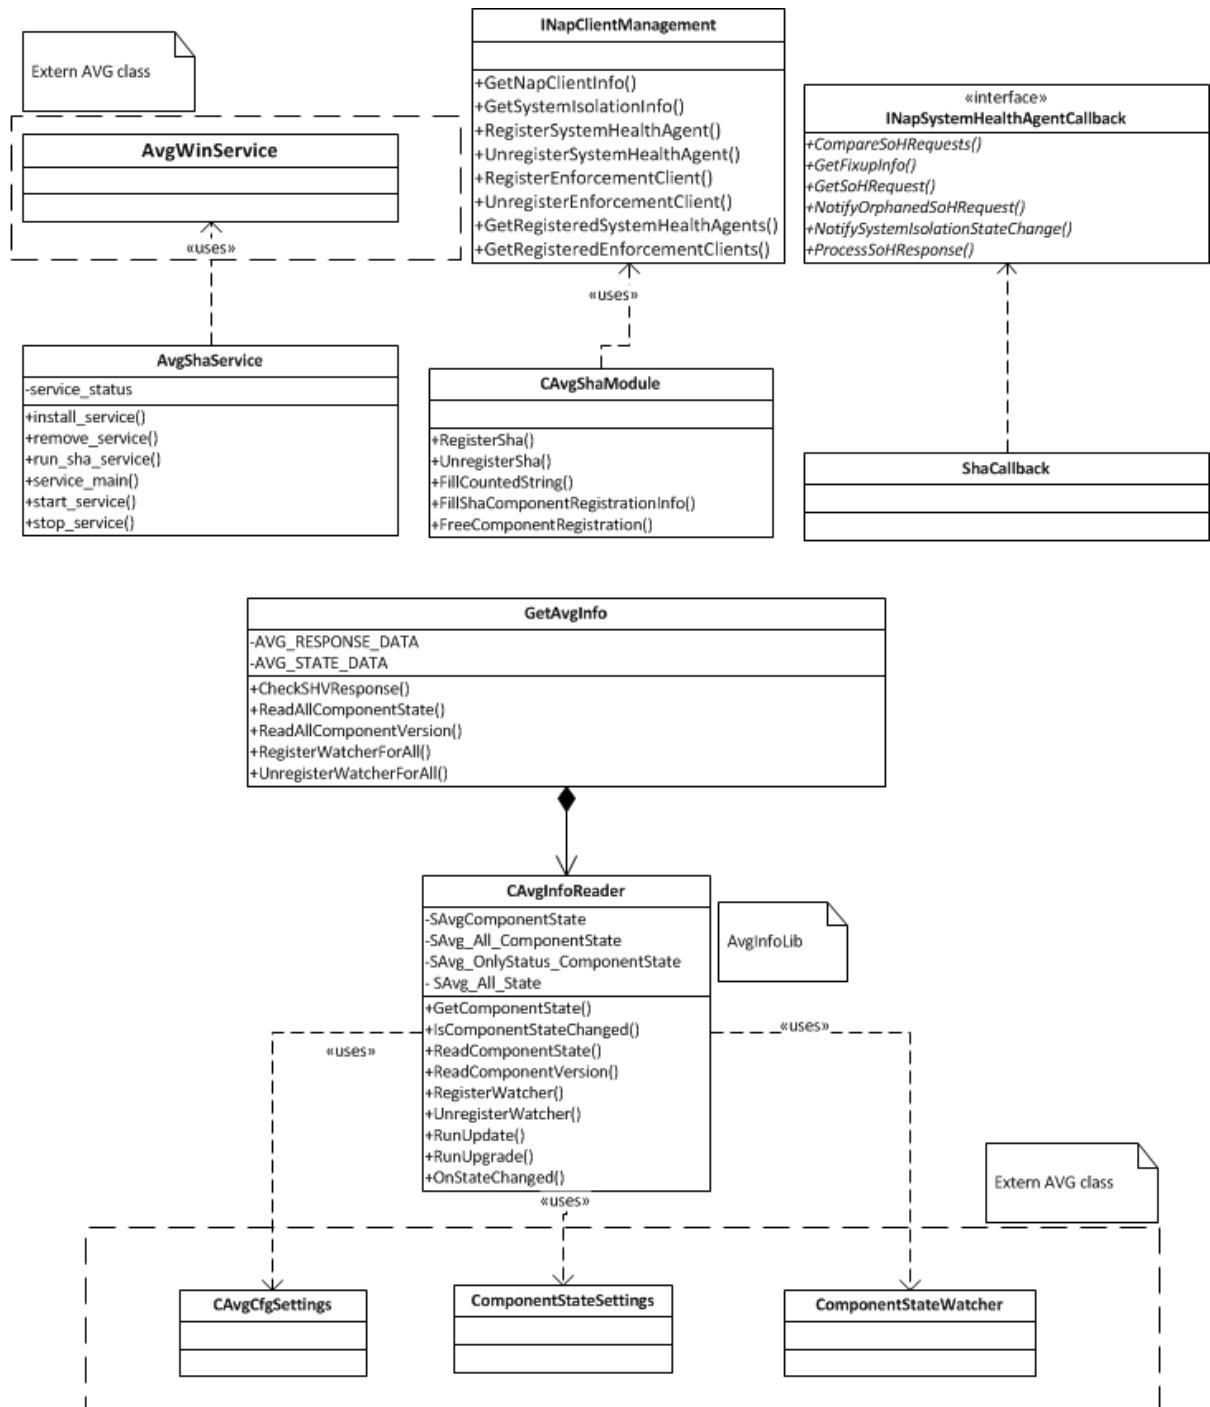 Extern AVG class
AvgWinService
«uses»
AvgShaService
-service_status
+install_service()
+remove_service()
+run_sha_service()
+service_main()
+start_service()
+stop_service()
INapClientManagement
+GetNapClientInfo()
+GetSystemIsolationInfo()
+RegisterSystemHealthAgent()
+UnregisterSystemHealthAgent()
+RegisterEnforcementClient()
+UnregisterEnforcementClient()
+GetRegisteredSystemHealthAgents()
+GetRegisteredEnforcementClients()
«uses»
CAvgShaModule
+RegisterSha()
+UnregisterSha()
+FillCountedString()
+FillShaComponentRegistrationInfo()
+FreeComponentRegistration()
«interface»
INapSystemHealthAgentCallback
+CompareSoHRequests()
+GetFixupInfo()
+GetSoHRequest()
+NotifyOrphanedSoHRequest()
+NotifySystemIsolationStateChange()
+ProcessSoHResponse()
ShaCallback
GetAvgInfo
-AVG_RESPONSE_DATA
-AVG_STATE_DATA
+CheckSHVResponse()
+ReadAllComponentState()
+ReadAllComponentVersion()
+RegisterWatcherForAll()
+UnregisterWatcherForAll()
CAvgInfoReader
-SAvgComponentState
-SAvg_All_ComponentState
-SAvg_OnlyStatus_ComponentState
- SAvg_All_State
+GetComponentState()
+IsComponentStateChanged()
+ReadComponentState()
+ReadComponentVersion()
+RegisterWatcher()
+UnregisterWatcher()
+RunUpdate()
+RunUpgrade()
+OnStateChanged()
AvgInfoLib
«uses»
«uses»
«uses»
Extern AVG class
CAvgCfgSettings
ComponentStateSettings
ComponentStateWatcher